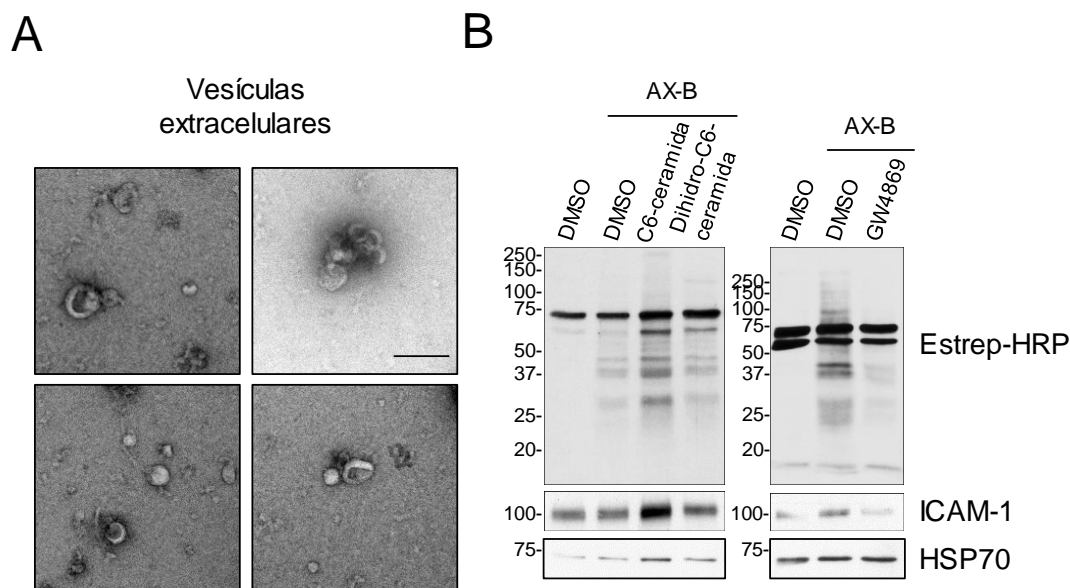 A
Vesículas
extracelulares
B
AX-B
DMSO
DMSO
C6-ceramida
Dihidro-C6-
ceramida
250-
150-
100-
75-
50-
37-
25-
20-
100-
75-
AX-B
DMSO
DMSO
GW4869
250-
150-
100-
75-
50-
37-
25-
20-
100-
75-
Estrep-HRP
ICAM-1
HSP70